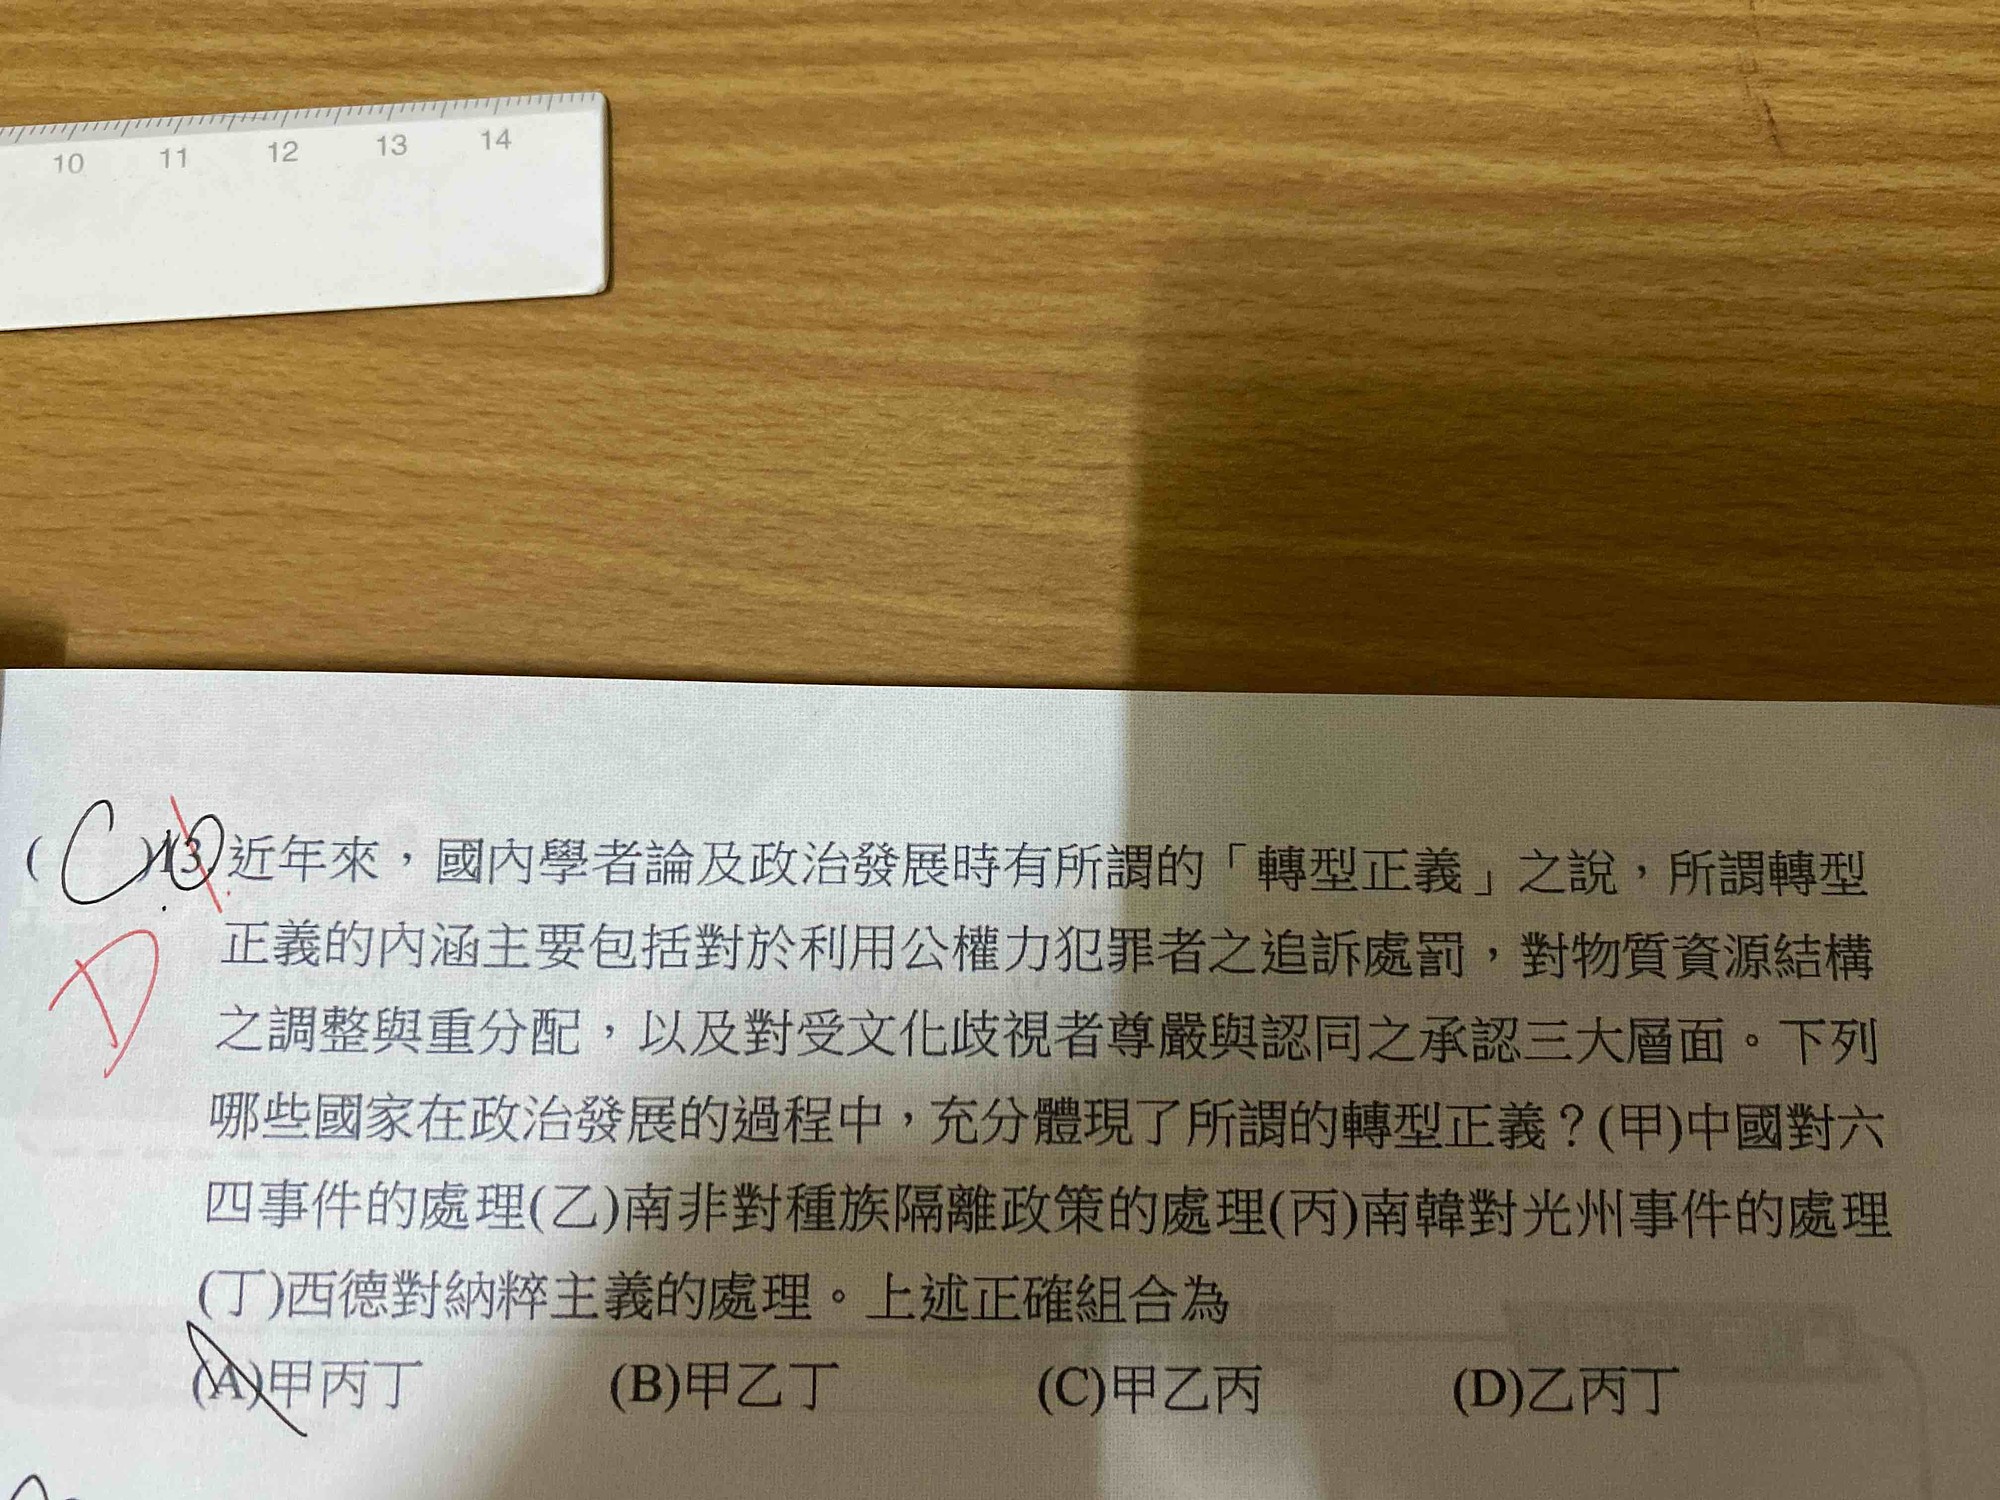 10 11 12 13 14
(C)13.近年來，國內學者論及政治發展時有所謂的「轉型正義」之說，所謂轉型
D
正義的內涵主要包括對於利用公權力犯罪者之追訴處罰，對物質資源結構
之調整與重分配，以及對受文化歧視者尊嚴與認同之承認三大層面。下列
哪些國家在政治發展的過程中，充分體現了所謂的轉型正義？(甲)中國對六
四事件的處理(乙)南非對種族隔離政策的處理(丙)南韓對光州事件的處理
(丁)西德對納粹主義的處理。上述正確組合為
(A)甲丙丁 (B)甲乙丁 (C)甲乙丙 (D)乙丙丁